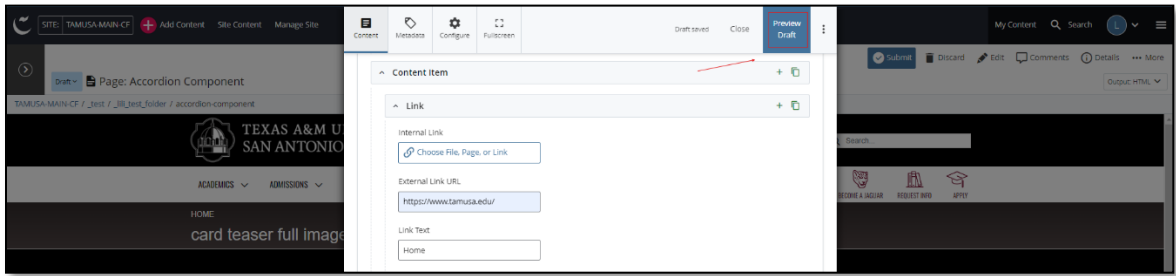 SITE: TAMUSA-MAIN-CF Add Content Site Content Manage Site
My Content Search L
Content Metadata Configure Fullscreen
Draft saved Close Preview Draft
Submit Discard Edit Comments Details More
Draft Page: Accordion Component
Output: HTML
TAMUSA-MAIN-CF / _test / _lili_test_folder / accordion-component
Content Item
Link
Internal Link
Choose File, Page, or Link
External Link URL
https://www.tamusa.edu/
Link Text
Home
TEXAS A&M U
SAN ANTONIO
Search...
ACADEMICS ADMISSIONS
BECOME A JAGUAR REQUEST INFO APPLY
HOME
card teaser full image